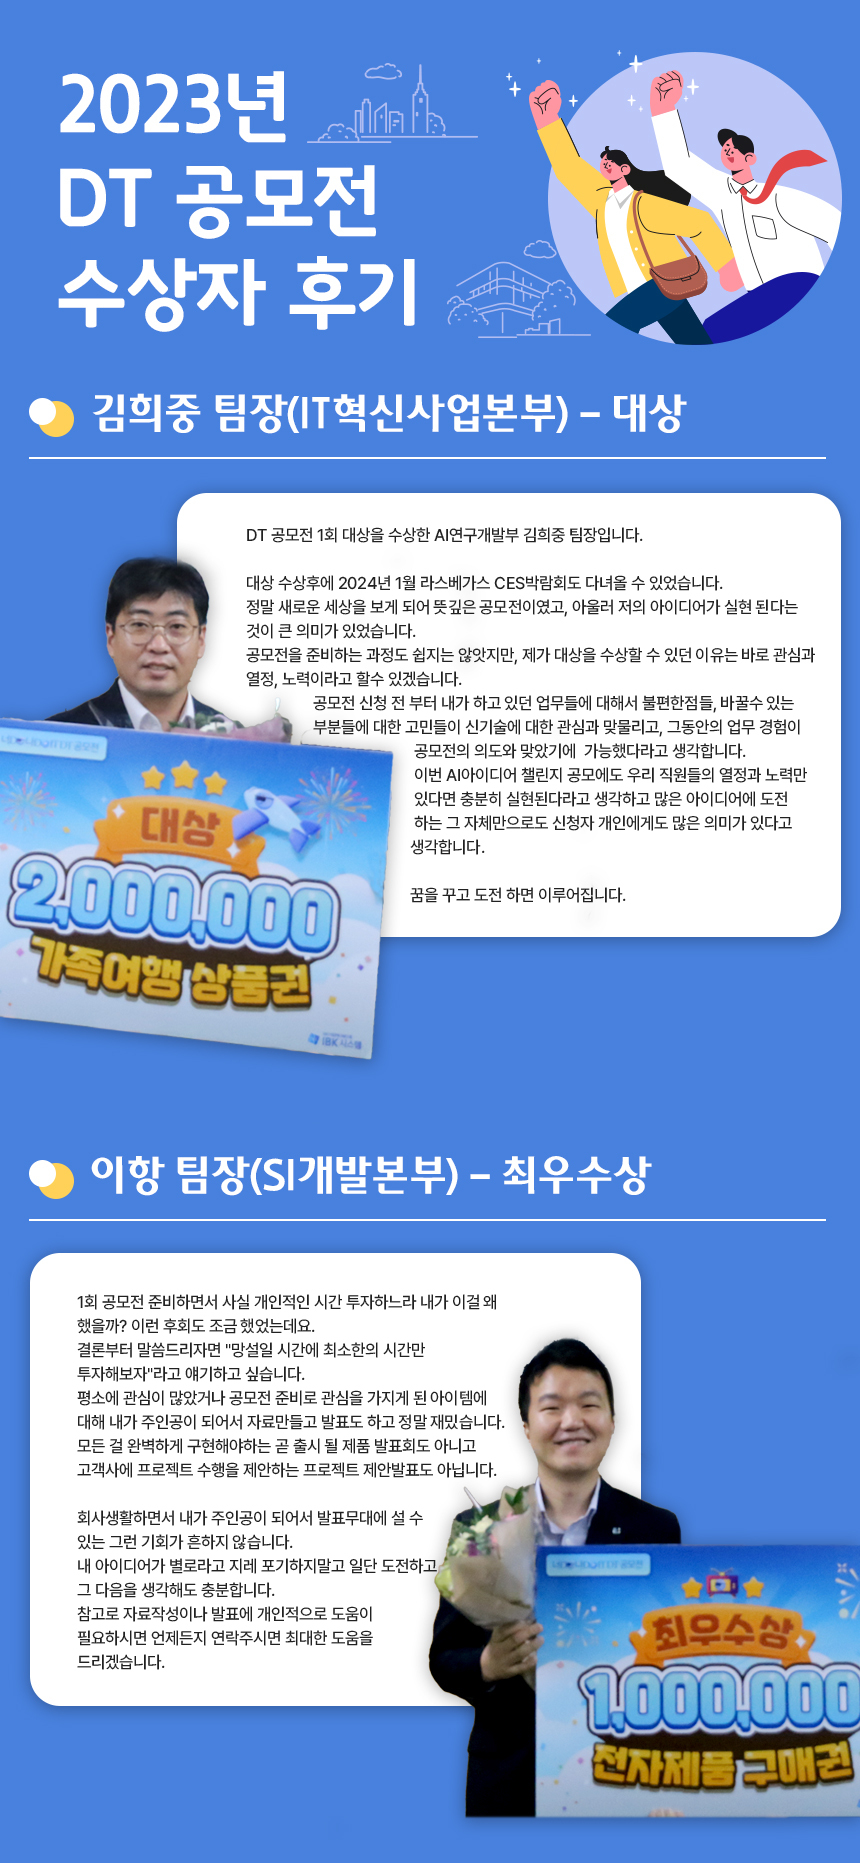 2023년
DT 공모전
수상자 후기
김희중 팀장(IT혁신사업본부) – 대상
DT 공모전 1회 대상을 수상한 AI연구개발부 김희중 팀장입니다.
대상 수상후에 2024년 1월 라스베가스 CES박람회도 다녀올 수 있었습니다.
정말 새로운 세상을 보게 되어 뜻깊은 공모전이였고, 아울러 저의 아이디어가 실현 된다는
것이 큰 의미가 있었습니다.
공모전을 준비하는 과정도 쉽지는 않앗지만, 제가 대상을 수상할 수 있던 이유는 바로 관심과
열정, 노력이라고 할수 있겠습니다.
공모전 신청 전 부터 내가 하고 있던 업무들에 대해서 불편한점들, 바꿀수 있는
부분들에 대한 고민들이 신기술에 대한 관심과 맞물리고, 그동안의 업무 경험이
공모전의 의도와 맞았기에 가능했다라고 생각합니다.
이번 AI아이디어 챌린지 공모에도 우리 직원들의 열정과 노력만
있다면 충분히 실현된다라고 생각하고 많은 아이디어에 도전
하는 그 자체만으로도 신청자 개인에게도 많은 의미가 있다고
생각합니다.
꿈을 꾸고 도전 하면 이루어집니다.
DT 공모전
대상
2,000,000
가족여행 상품권
IBK시스템
이항 팀장(SI개발본부) – 최우수상
1회 공모전 준비하면서 사실 개인적인 시간 투자하느라 내가 이걸 왜
했을까? 이런 후회도 조금 했었는데요.
결론부터 말씀드리자면 "망설일 시간에 최소한의 시간만
투자해보자"라고 얘기하고 싶습니다.
평소에 관심이 많았거나 공모전 준비로 관심을 가지게 된 아이템에
대해 내가 주인공이 되어서 자료만들고 발표도 하고 정말 재밌습니다.
모든 걸 완벽하게 구현해야하는 곧 출시 될 제품 발표회도 아니고
고객사에 프로젝트 수행을 제안하는 프로젝트 제안발표도 아닙니다.
회사생활하면서 내가 주인공이 되어서 발표무대에 설 수
있는 그런 기회가 흔하지 않습니다.
내 아이디어가 별로라고 지레 포기하지말고 일단 도전하고
그 다음을 생각해도 충분합니다.
참고로 자료작성이나 발표에 개인적으로 도움이
필요하시면 언제든지 연락주시면 최대한 도움을
드리겠습니다.
DT 공모전
최우수상
1,000,000
전자제품 구매권